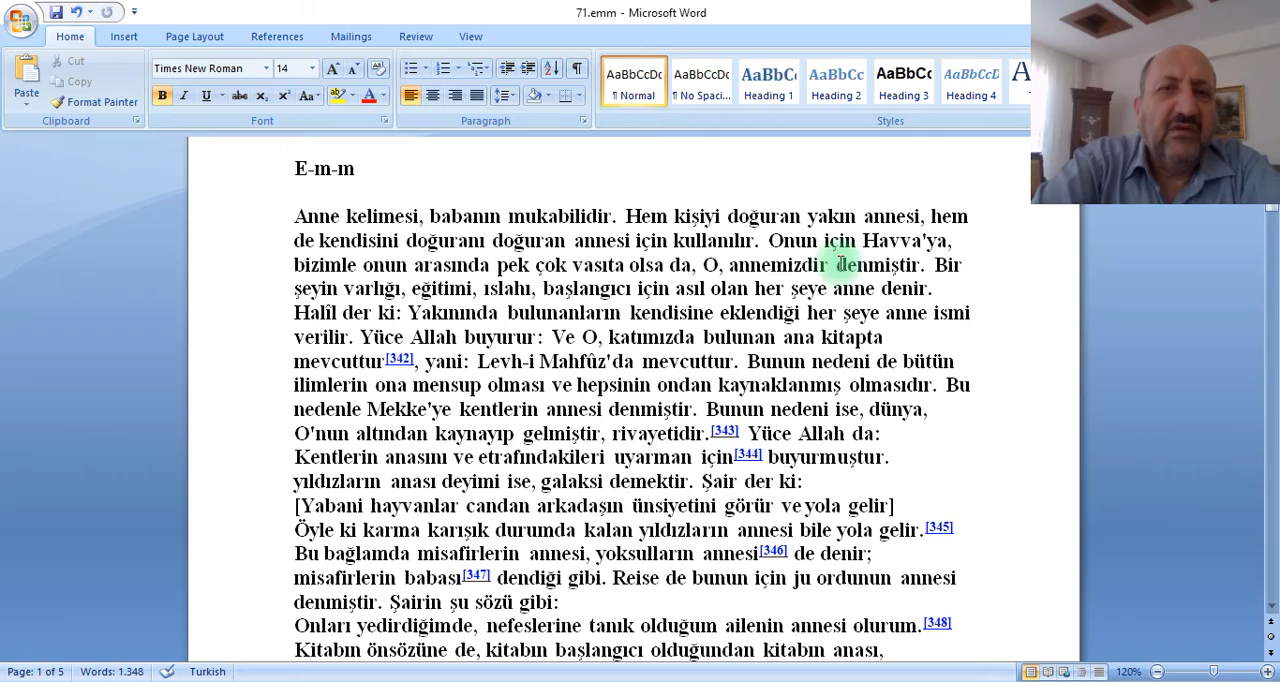 71.emm - Microsoft Word
Home Insert Page Layout References Mailings Review View
Paste
Cut
Copy
Format Painter
Clipboard
Times New Roman 14
Font
Paragraph
AaBbCcDc AaBbCcDc AaBbCc AaBbCc AaBbCc AaBbCcD
¶ Normal ¶ No Spaci... Heading 1 Heading 2 Heading 3 Heading 4
Styles
E-m-m
Anne kelimesi, babanın mukabilidir. Hem kişiyi doğuran yakın annesi, hem
de kendisini doğuranı doğuran annesi için kullanılır. Onun için Havva'ya,
bizimle onun arasında pek çok vasıta olsa da, O, annemizdir denmiştir. Bir
şeyin varlığı, eğitimi, ıslahı, başlangıcı için asıl olan her şeye anne denir.
Halîl der ki: Yakınında bulunanların kendisine eklendiği her şeye anne ismi
verilir. Yüce Allah buyurur: Ve O, katımızda bulunan ana kitapta
mevcuttur[342], yani: Levh-i Mahfûz'da mevcuttur. Bunun nedeni de bütün
ilimlerin ona mensup olması ve hepsinin ondan kaynaklanmış olmasıdır. Bu
nedenle Mekke'ye kentlerin annesi denmiştir. Bunun nedeni ise, dünya,
O'nun altından kaynayıp gelmiştir, rivayetidir.[343] Yüce Allah da:
Kentlerin anasını ve etrafındakileri uyarman için[344] buyurmuştur.
yıldızların anası deyimi ise, galaksi demektir. Şair der ki:
[Yabani hayvanlar candan arkadaşın ünsiyetini görür ve yola gelir]
Öyle ki karma karışık durumda kalan yıldızların annesi bile yola gelir.[345]
Bu bağlamda misafirlerin annesi, yoksulların annesi[346] de denir;
misafirlerin babası[347] dendiği gibi. Reise de bunun için ju ordunun annesi
denmiştir. Şairin şu sözü gibi:
Onları yedirdiğimde, nefeslerine tanık olduğum ailenin annesi olurum.[348]
Kitabın önsözüne de, kitabın başlangıcı olduğundan kitabın anası,
Page: 1 of 5 Words: 1.348 Turkish 120%